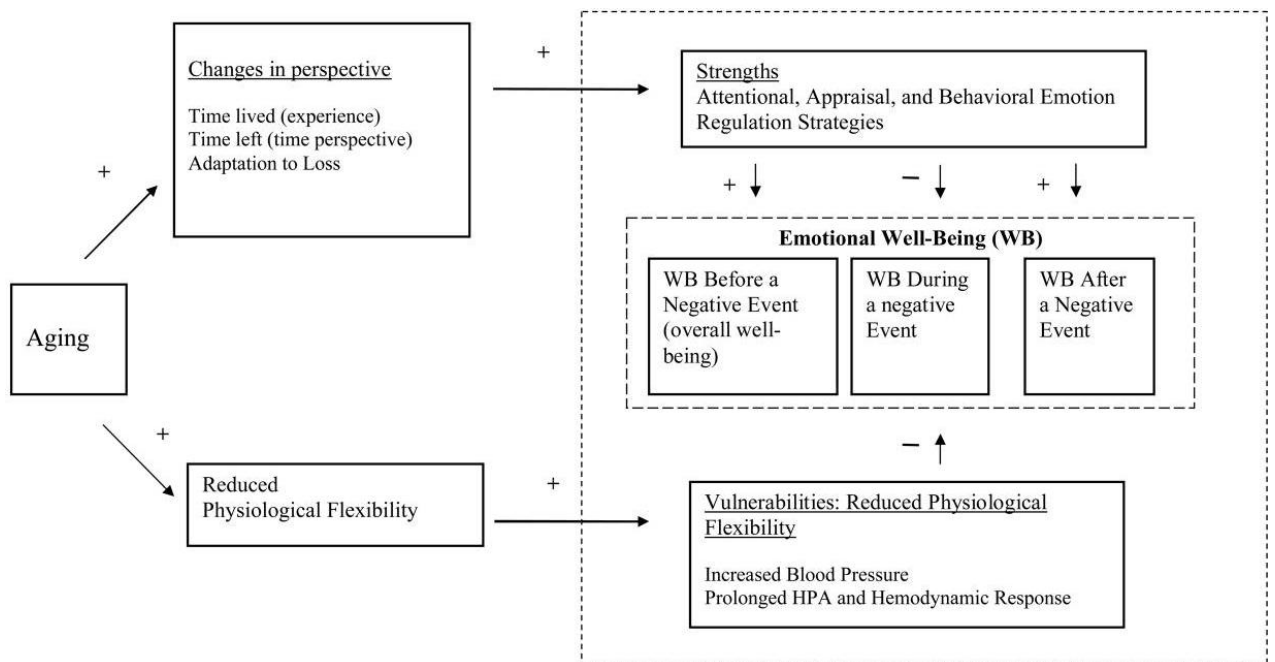 Changes in perspective
Time lived (experience)
Time left (time perspective)
Adaptation to Loss
+
+
Strengths
Attentional, Appraisal, and Behavioral Emotion
Regulation Strategies
+
−
+
Emotional Well-Being (WB)
WB Before a
Negative Event
(overall well-
being)
WB During
a negative
Event
WB After
a Negative
Event
Aging
+
Reduced
Physiological Flexibility
+
−
Vulnerabilities: Reduced Physiological
Flexibility
Increased Blood Pressure
Prolonged HPA and Hemodynamic Response